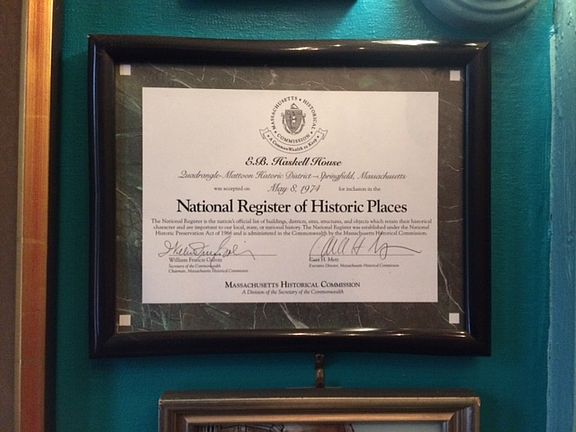 MASSACHUSETTS HISTORICAL COMMISSION
E.B. Haskell House
Quadrangle-Mattoon Historic District—Springfield, Massachusetts
was accepted on May 8, 1974 for inclusion in the
National Register of Historic Places
The National Register is the nation's official list of buildings, districts, sites, structures, and objects which retain their historical
character and are important to our local, state, or national history. The National Register was established under the National
Historic Preservation Act of 1966 and is administered in the Commonwealth by the Massachusetts Historical Commission.
William Francis Galvin
Secretary of the Commonwealth
Chairman, Massachusetts Historical Commission
Executive Director, Massachusetts Historical Commission
MASSACHUSETTS HISTORICAL COMMISSION
A Division of the Secretary of the Commonwealth